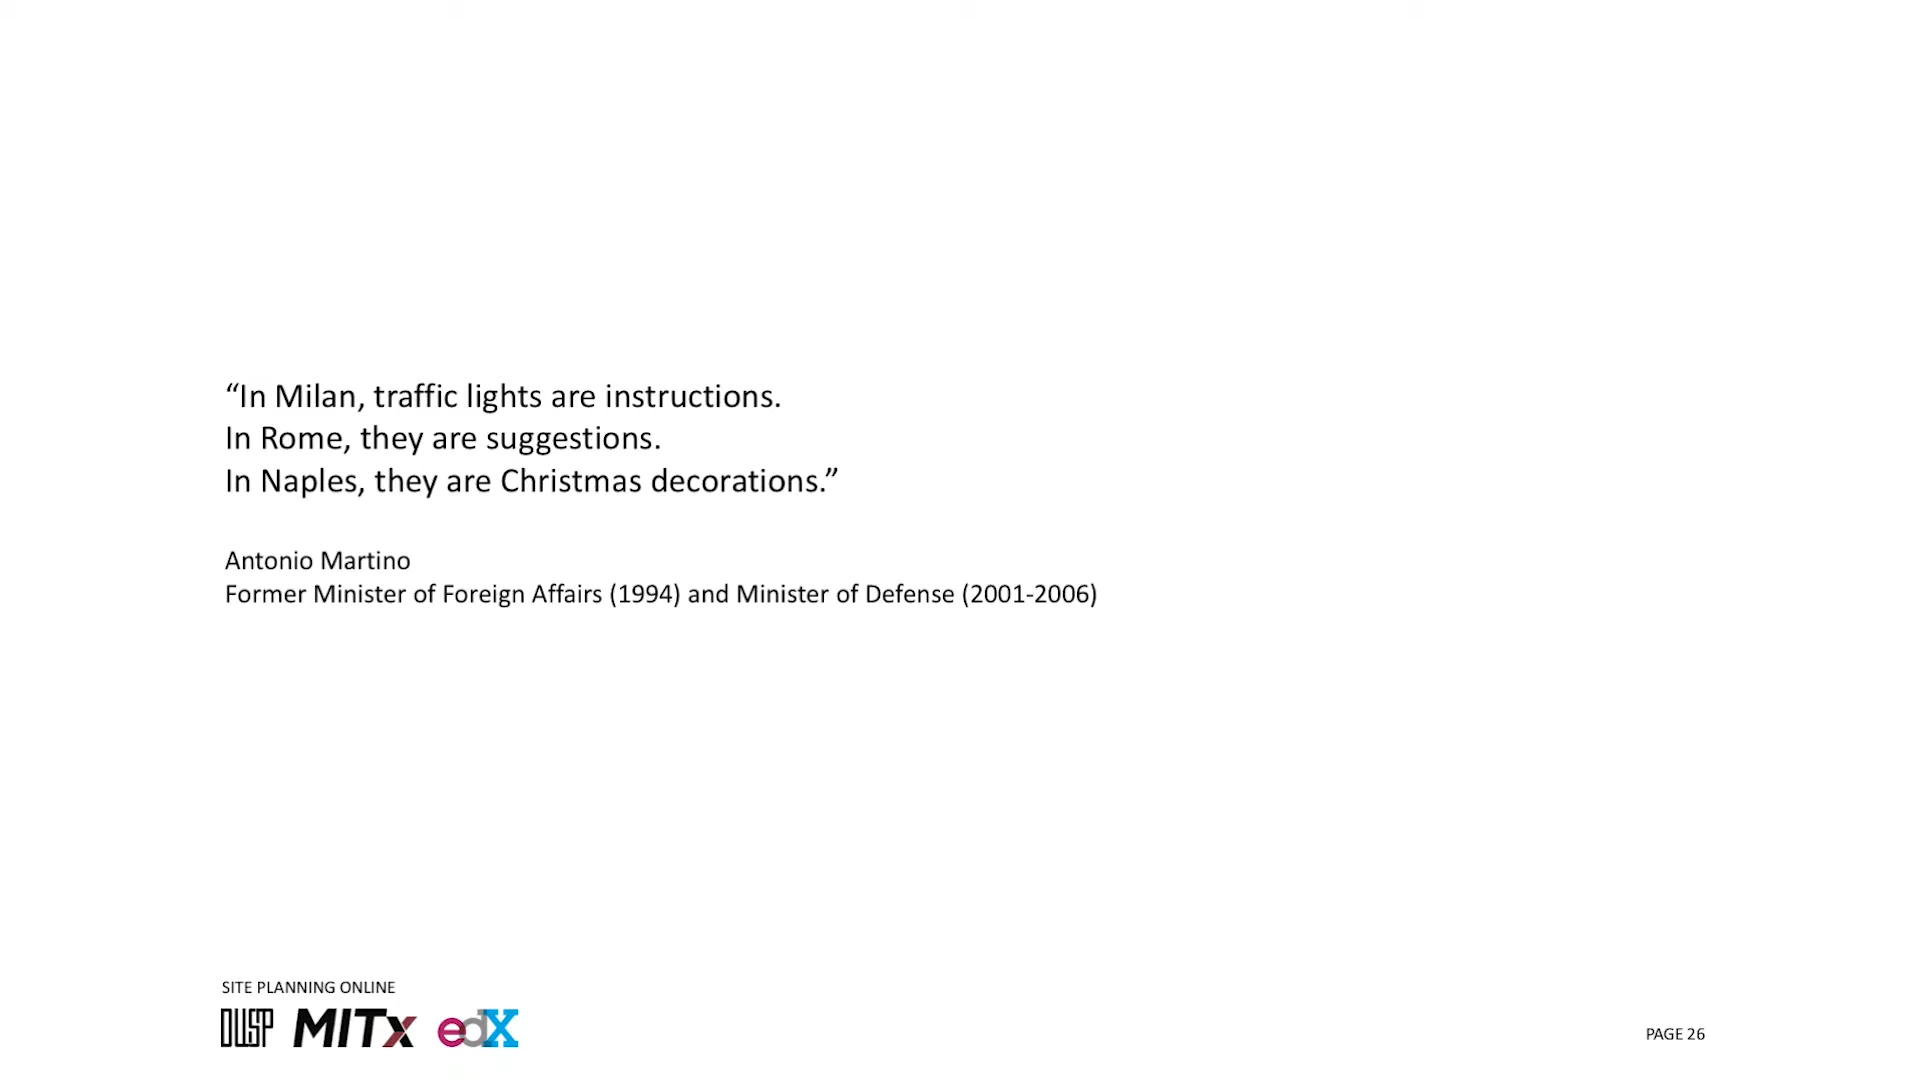 “In Milan, traffic lights are instructions.
In Rome, they are suggestions.
In Naples, they are Christmas decorations.”
Antonio Martino
Former Minister of Foreign Affairs (1994) and Minister of Defense (2001-2006)
SITE PLANNING ONLINE
DUSP MITx edX
PAGE 26